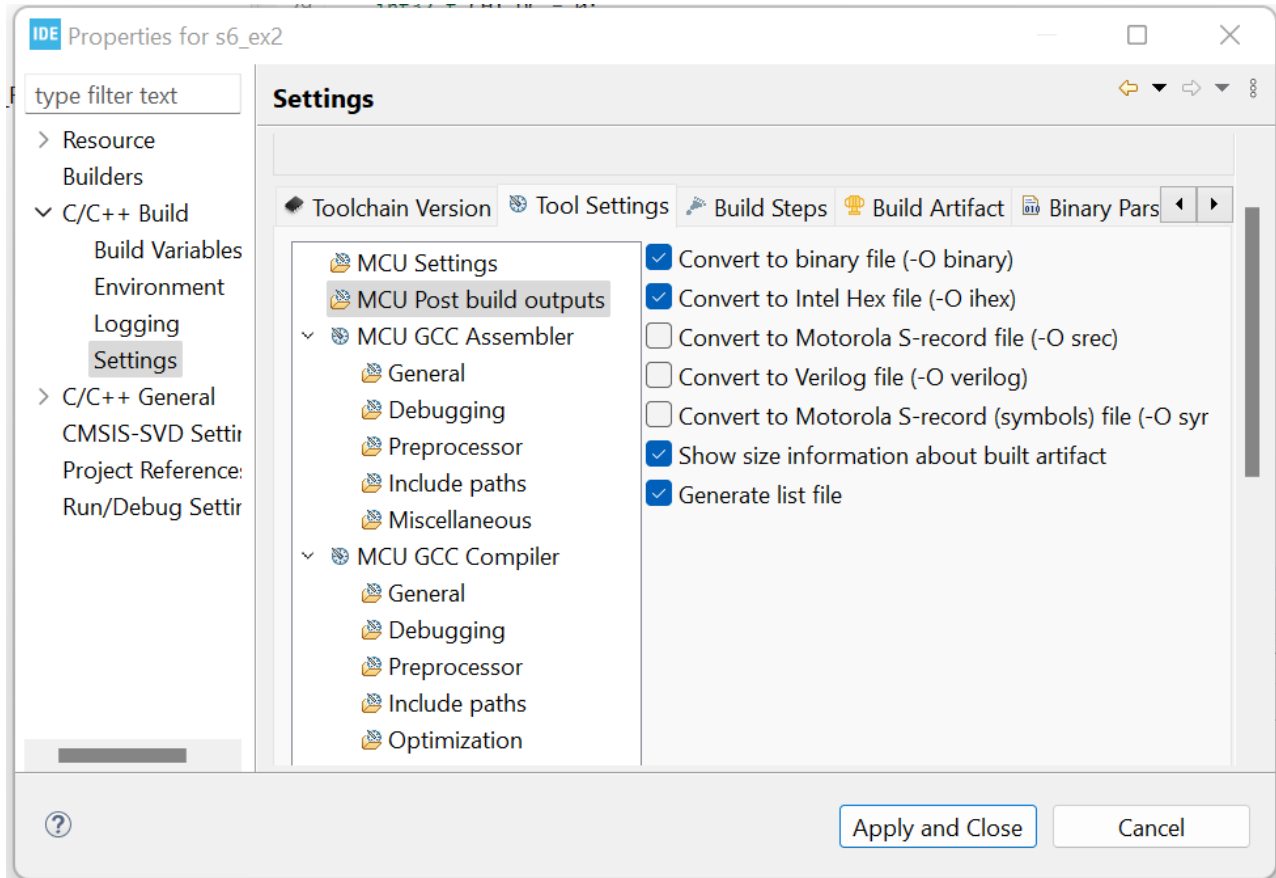 IDE Properties for s6_ex2
type filter text
Settings
Resource
Builders
C/C++ Build
Build Variables
Environment
Logging
Settings
C/C++ General
CMSIS-SVD Settir
Project Reference
Run/Debug Settir
Toolchain Version
Tool Settings
Build Steps
Build Artifact
Binary Pars
MCU Settings
MCU Post build outputs
MCU GCC Assembler
General
Debugging
Preprocessor
Include paths
Miscellaneous
MCU GCC Compiler
General
Debugging
Preprocessor
Include paths
Optimization
Convert to binary file (-O binary)
Convert to Intel Hex file (-O ihex)
Convert to Motorola S-record file (-O srec)
Convert to Verilog file (-O verilog)
Convert to Motorola S-record (symbols) file (-O syr
Show size information about built artifact
Generate list file
?
Apply and Close
Cancel